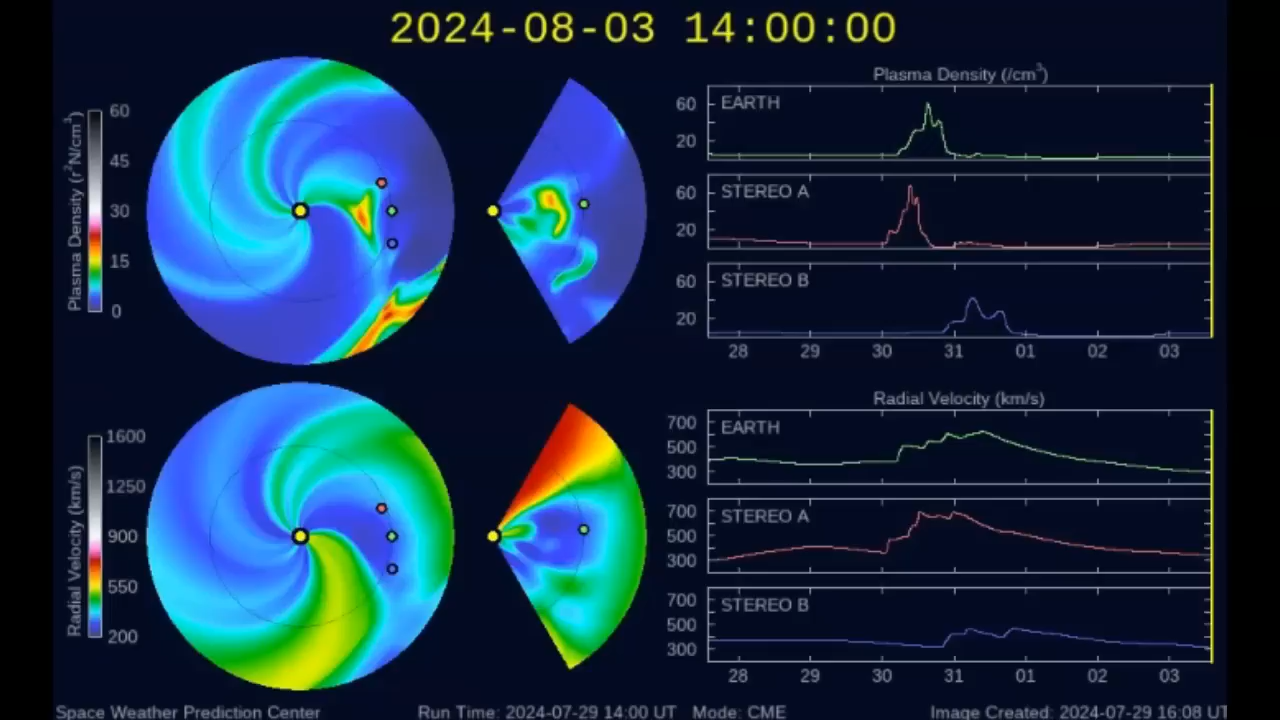 2024-08-03 14:00:00
Plasma Density (r²N/cm³)
60
45
30
15
0
Plasma Density (/cm³)
EARTH
60
20
STEREO A
60
20
STEREO B
60
20
28 29 30 31 01 02 03
Radial Velocity (km/s)
1600
1250
900
550
200
Radial Velocity (km/s)
EARTH
700
500
300
STEREO A
700
500
300
STEREO B
700
500
300
28 29 30 31 01 02 03
Space Weather Prediction Center Run Time: 2024-07-29 14:00 UT Mode: CME Image Created: 2024-07-29 16:08 UT